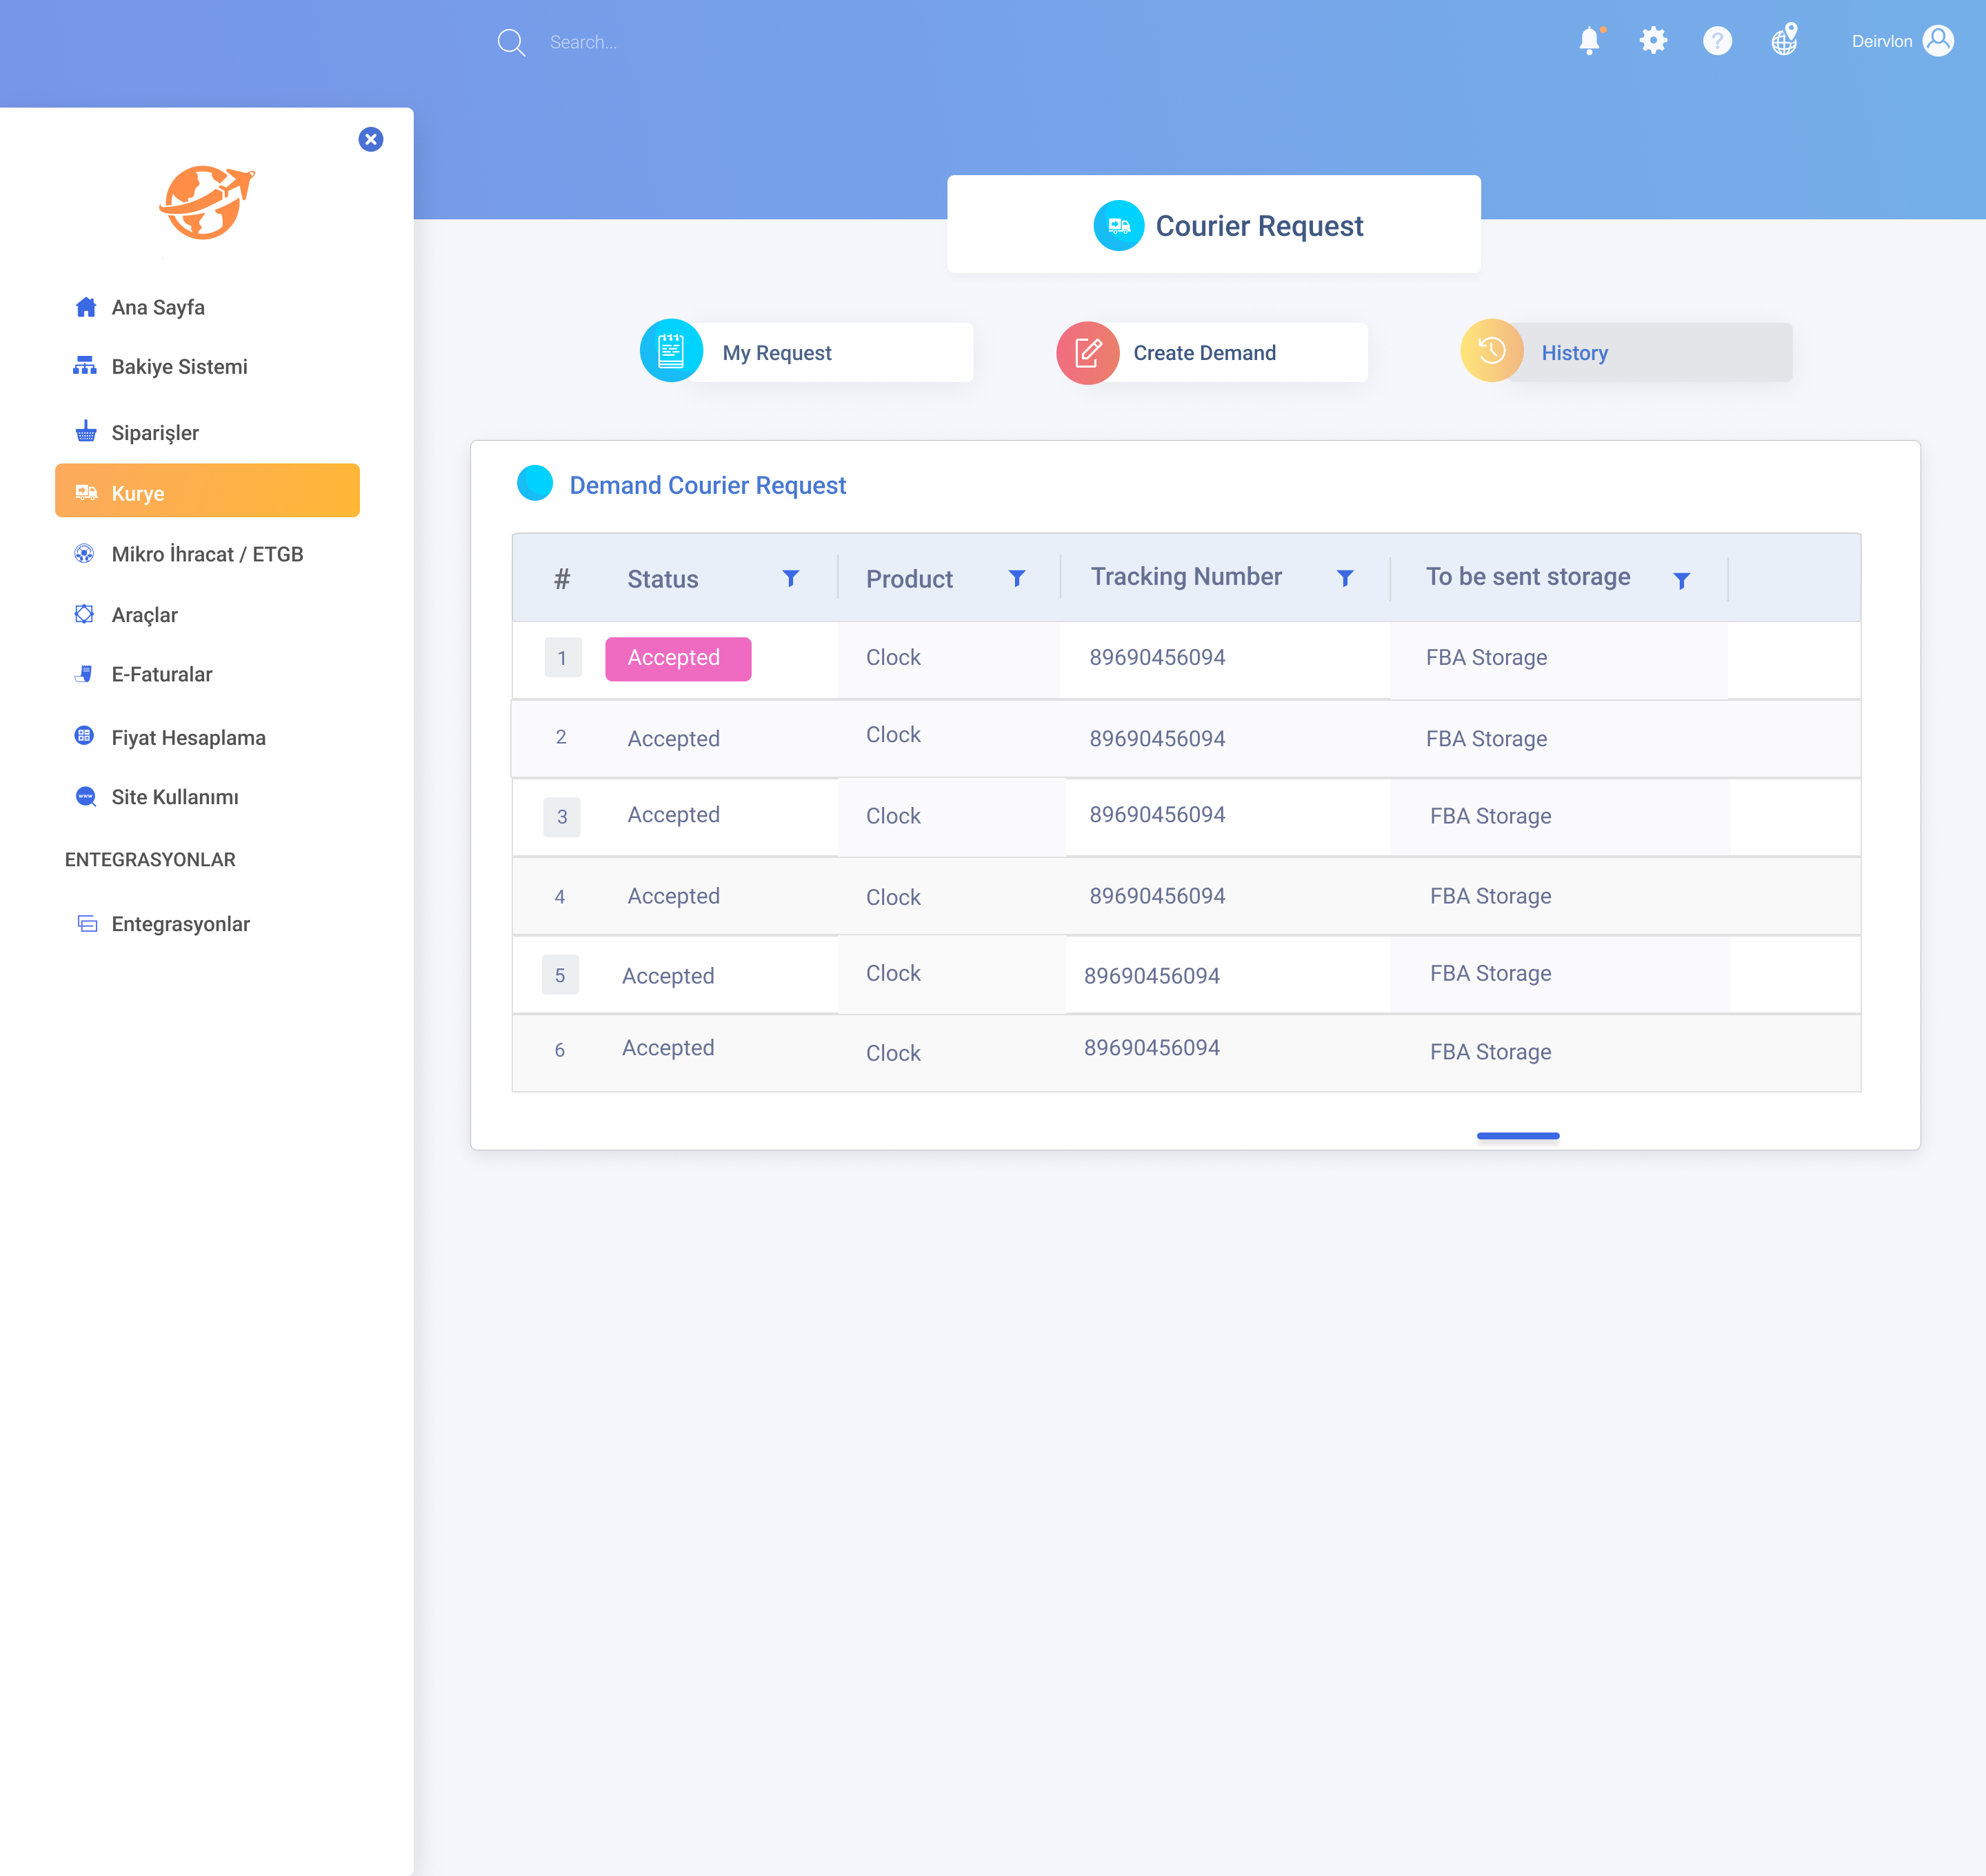 Search...
Deirvlon
Courier Request
Ana Sayfa
Bakiye Sistemi
Siparişler
Kurye
Mikro İhracat / ETGB
Araçlar
E-Faturalar
Fiyat Hesaplama
Site Kullanımı
ENTEGRASYONLAR
Entegrasyonlar
My Request
Create Demand
History
Demand Courier Request
# Status Product Tracking Number To be sent storage
1 Accepted Clock 89690456094 FBA Storage
2 Accepted Clock 89690456094 FBA Storage
3 Accepted Clock 89690456094 FBA Storage
4 Accepted Clock 89690456094 FBA Storage
5 Accepted Clock 89690456094 FBA Storage
6 Accepted Clock 89690456094 FBA Storage